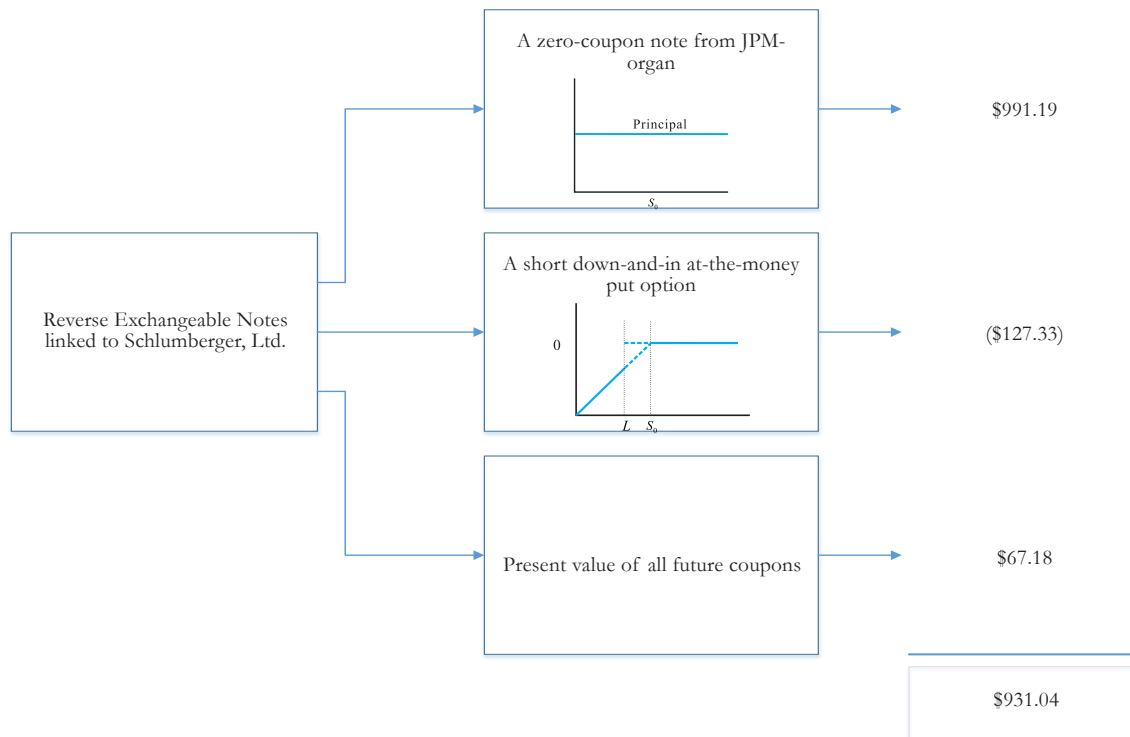 A zero-coupon note from JPM-
organ
Principal
S₀
$991.19
Reverse Exchangeable Notes
linked to Schlumberger, Ltd.
A short down-and-in at-the-money
put option
0
L S₀
($127.33)
Present value of all future coupons
$67.18
$931.04